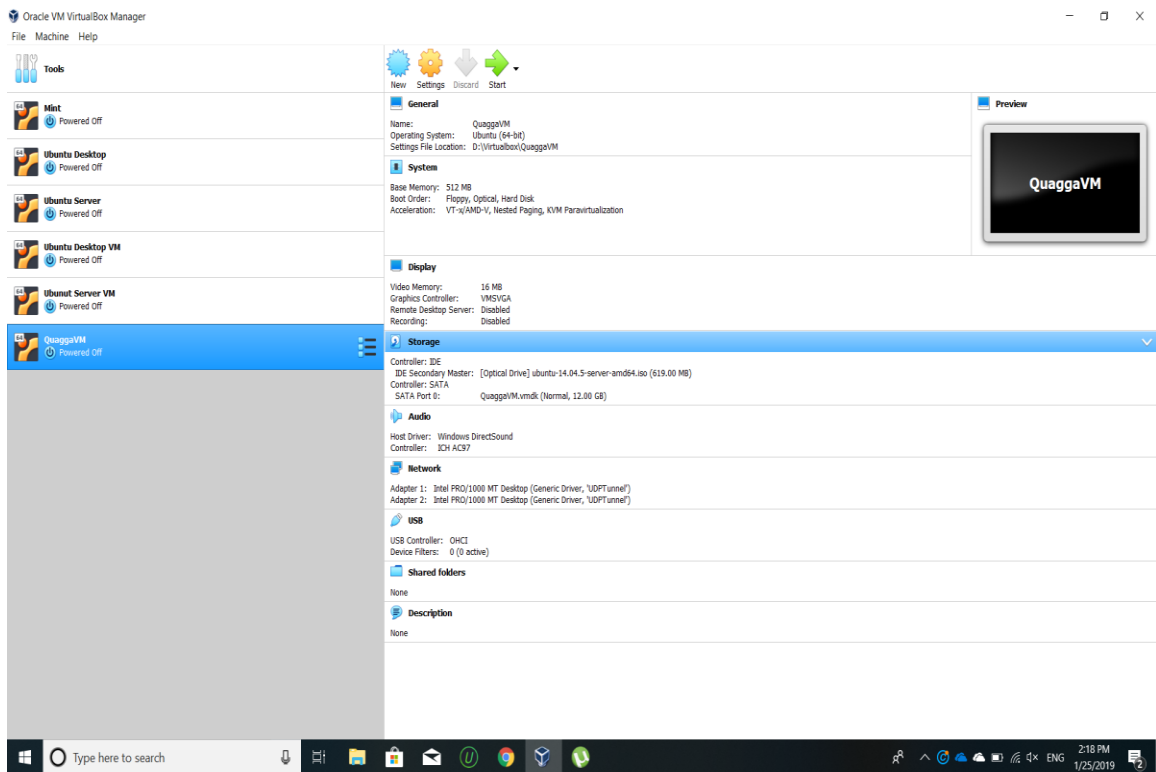 Oracle VM VirtualBox Manager
File Machine Help
Tools
New Settings Discard Start
64
Mint
Powered Off
64
Ubuntu Desktop
Powered Off
64
Ubuntu Server
Powered Off
64
Ubuntu Desktop VM
Powered Off
64
Ubunut Server VM
Powered Off
64
QuaggaVM
Powered Off
General
Name: QuaggaVM
Operating System: Ubuntu (64-bit)
Settings File Location: D:\Virtualbox\QuaggaVM
System
Base Memory: 512 MB
Boot Order: Floppy, Optical, Hard Disk
Acceleration: VT-x/AMD-V, Nested Paging, KVM Paravirtualization
Preview
QuaggaVM
Display
Video Memory: 16 MB
Graphics Controller: VMSVGA
Remote Desktop Server: Disabled
Recording: Disabled
Storage
Controller: IDE
IDE Secondary Master: [Optical Drive] ubuntu-14.04.5-server-amd64.iso (619.00 MB)
Controller: SATA
SATA Port 0: QuaggaVM.vmdk (Normal, 12.00 GB)
Audio
Host Driver: Windows DirectSound
Controller: ICH AC97
Network
Adapter 1: Intel PRO/1000 MT Desktop (Generic Driver, 'UDPTunnel')
Adapter 2: Intel PRO/1000 MT Desktop (Generic Driver, 'UDPTunnel')
USB
USB Controller: OHCI
Device Filters: 0 (0 active)
Shared folders
None
Description
None
Type here to search
ENG
2:18 PM
1/25/2019
2